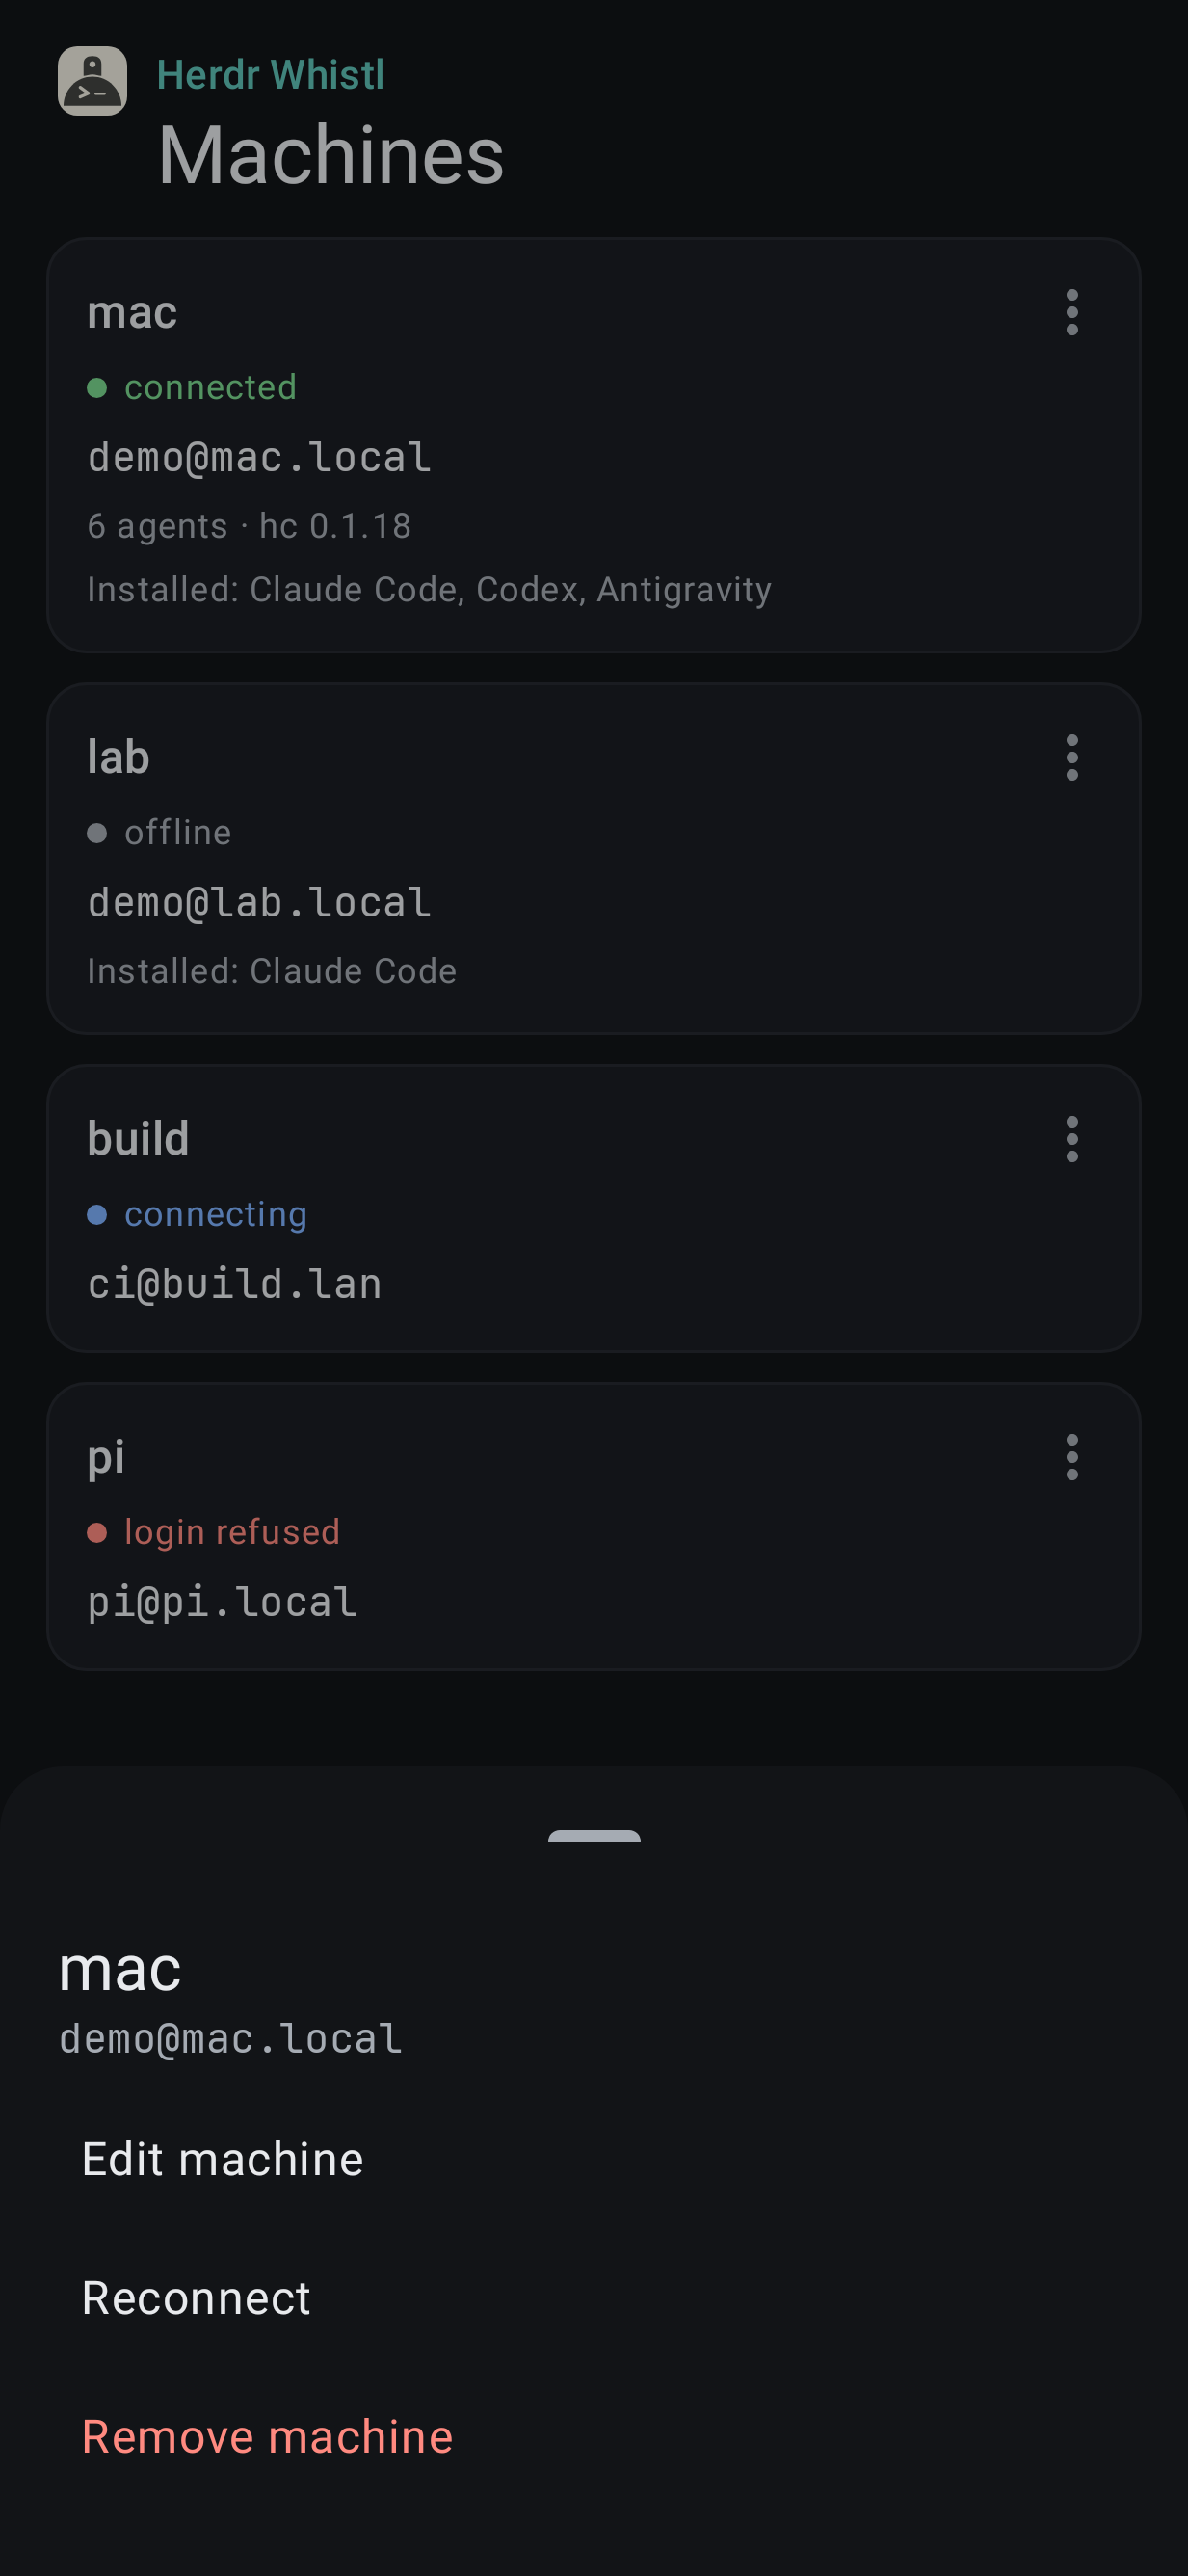 Herdr Whistl
Machines
mac
connected
demo@mac.local
6 agents · hc 0.1.18
Installed: Claude Code, Codex, Antigravity
lab
offline
demo@lab.local
Installed: Claude Code
build
connecting
ci@build.lan
pi
login refused
pi@pi.local
mac
demo@mac.local
Edit machine
Reconnect
Remove machine